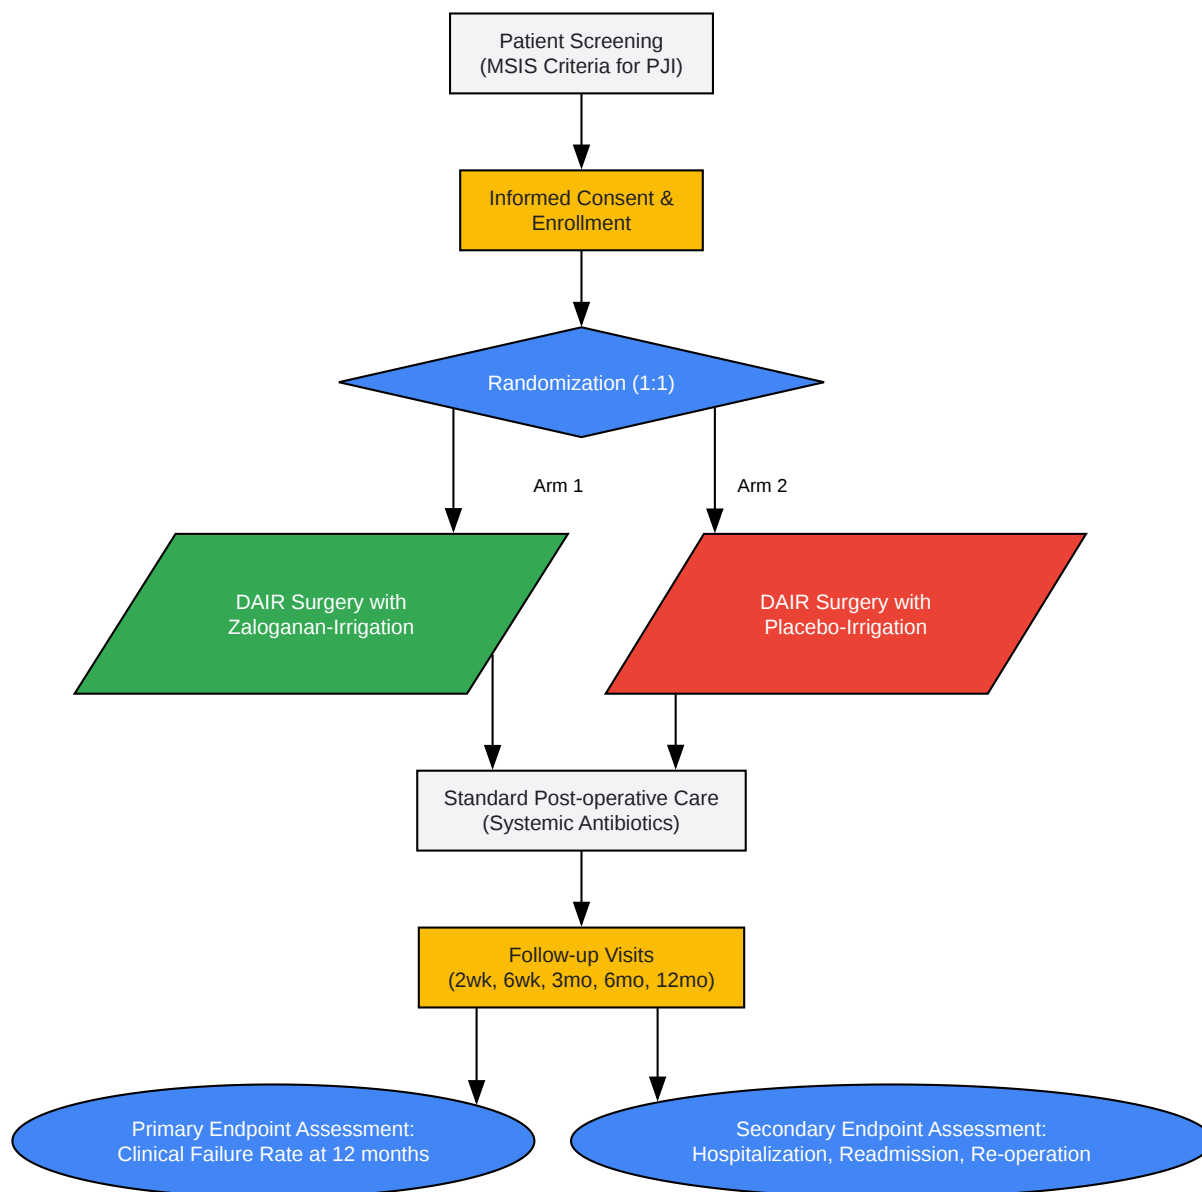 Patient Screening
(MSIS Criteria for PJI)
Informed Consent &
Enrollment
Randomization (1:1)
Arm 1
Arm 2
DAIR Surgery with
Zaloganan-Irrigation
DAIR Surgery with
Placebo-Irrigation
Standard Post-operative Care
(Systemic Antibiotics)
Follow-up Visits
(2wk, 6wk, 3mo, 6mo, 12mo)
Primary Endpoint Assessment:
Clinical Failure Rate at 12 months
Secondary Endpoint Assessment:
Hospitalization, Readmission, Re-operation